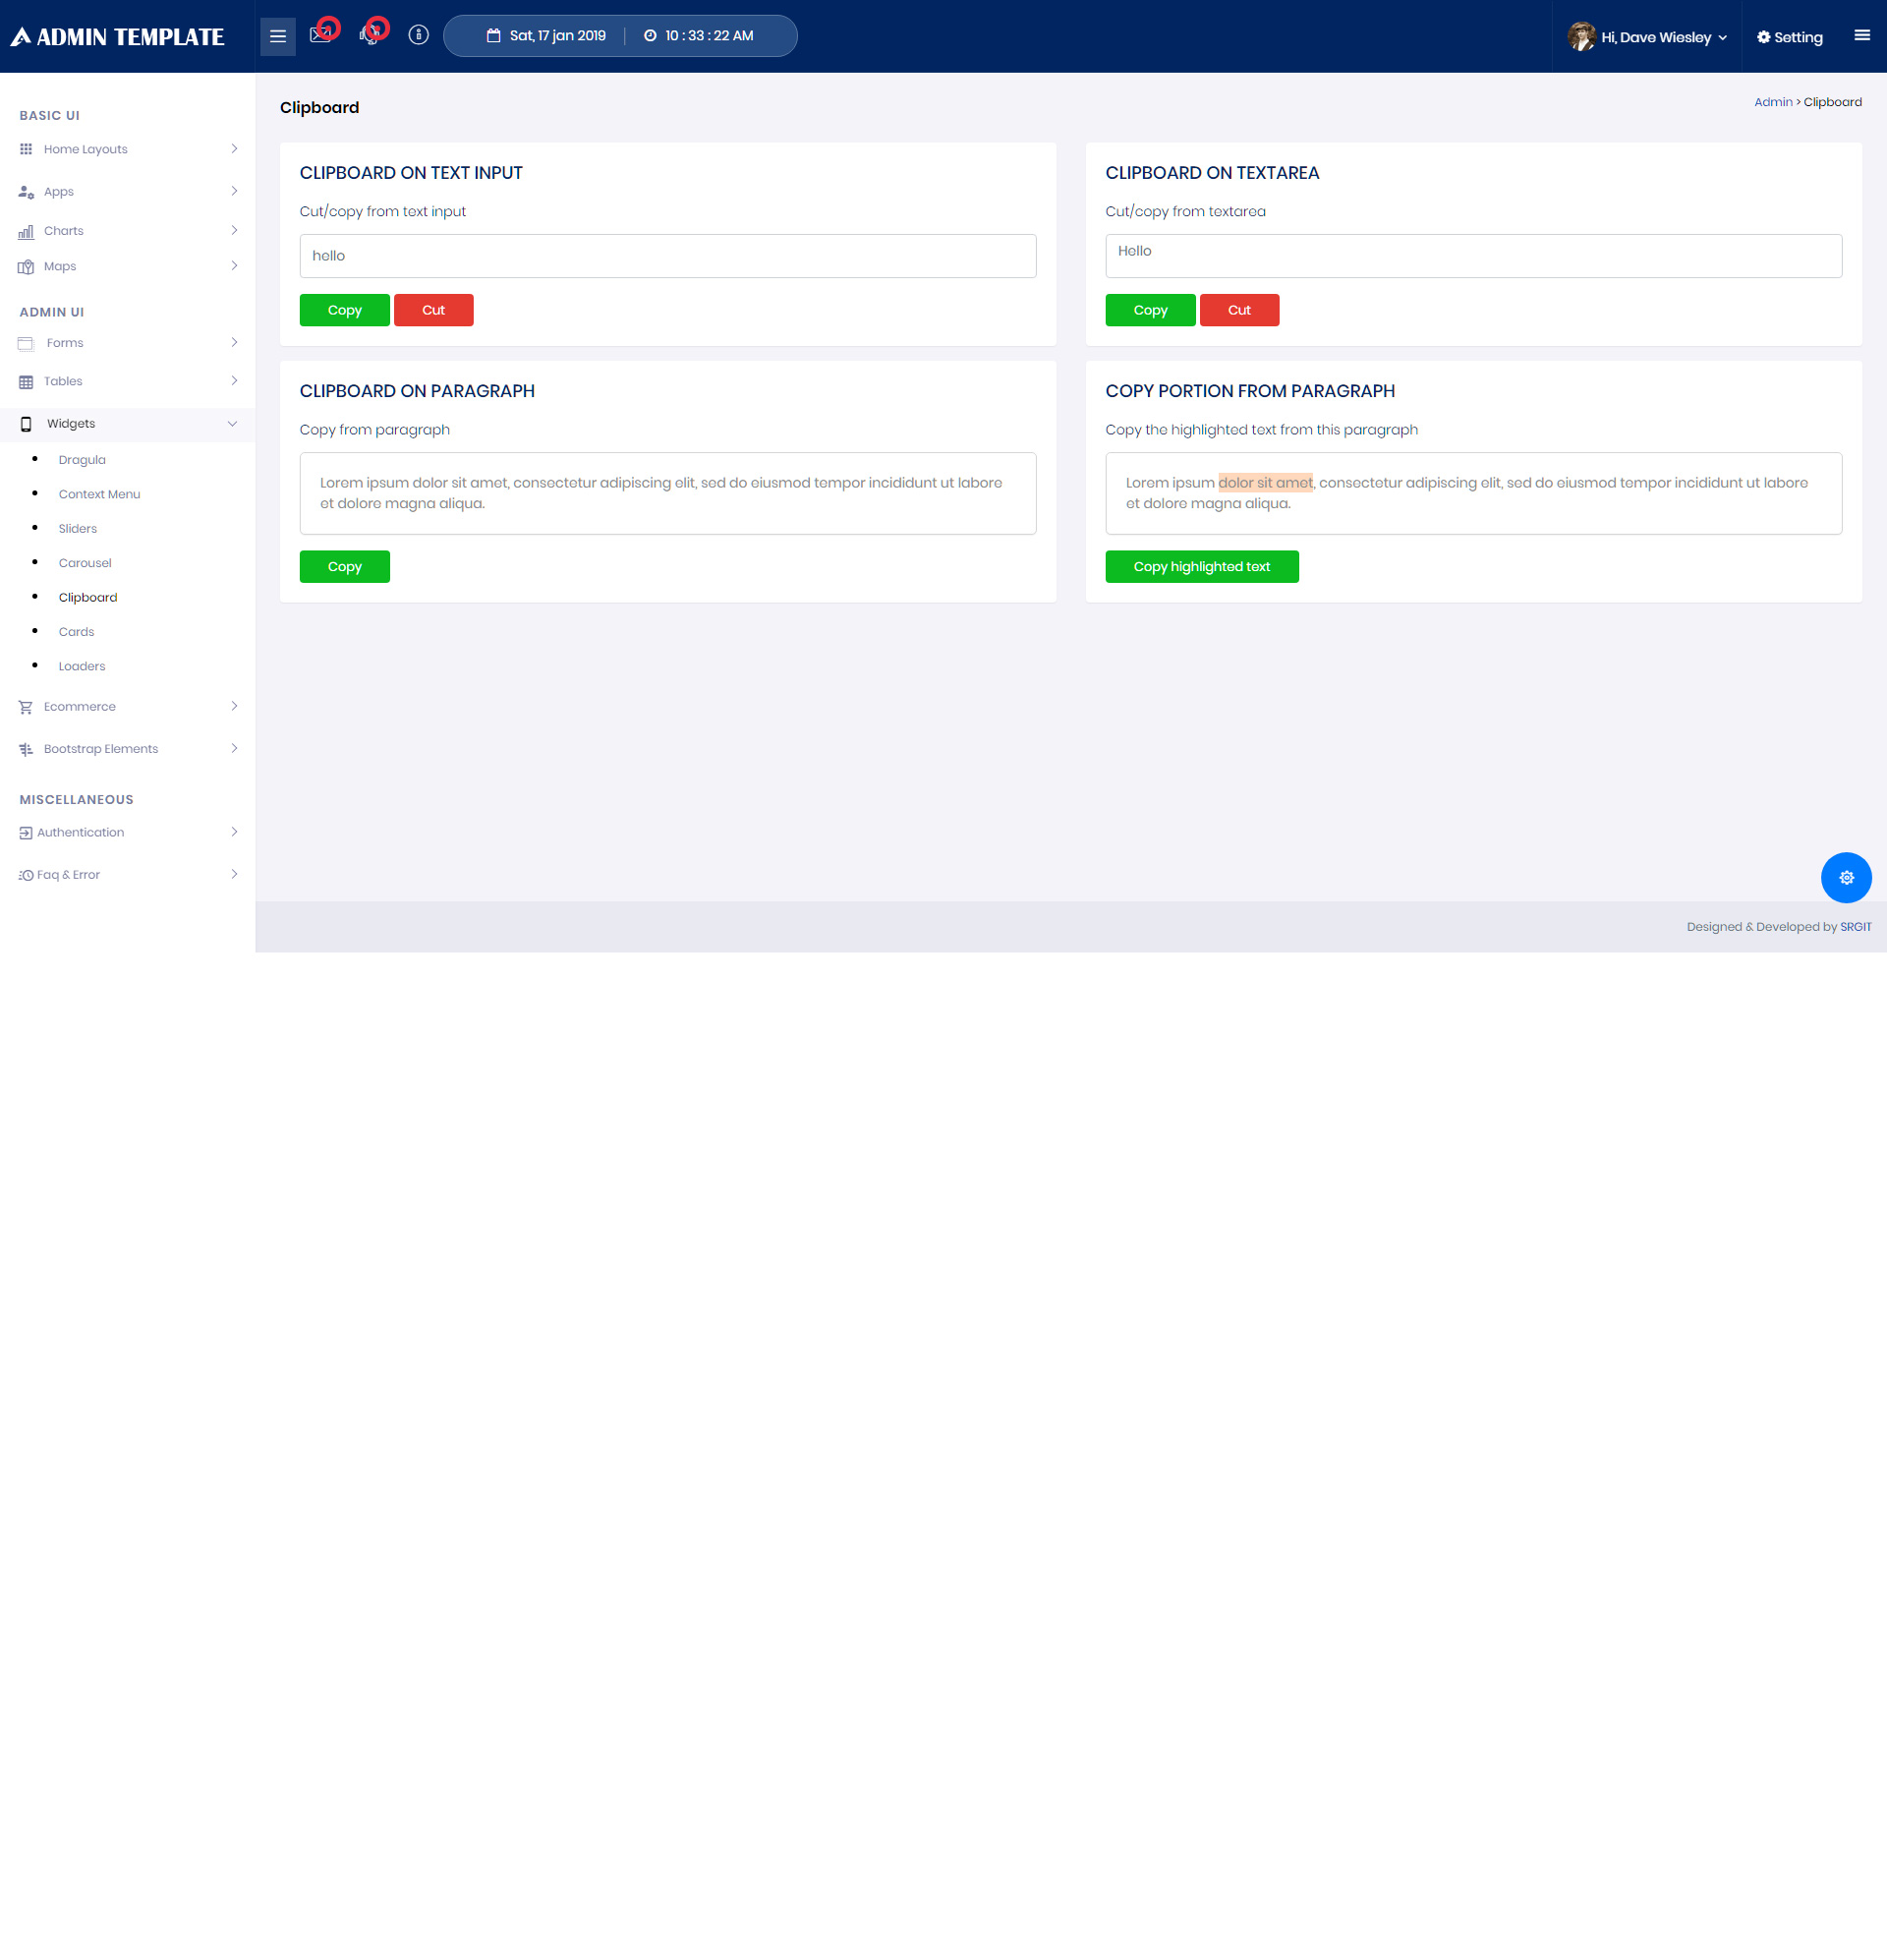 ADMIN TEMPLATE
Sat, 17 jan 2019
10 : 33 : 22 AM
Hi, Dave Wiesley
Setting
BASIC UI
Home Layouts
Apps
Charts
Maps
ADMIN UI
Forms
Tables
Widgets
Dragula
Context Menu
Sliders
Carousel
Clipboard
Cards
Loaders
Ecommerce
Bootstrap Elements
MISCELLANEOUS
Authentication
Faq & Error
Clipboard
Admin > Clipboard
CLIPBOARD ON TEXT INPUT
Cut/copy from text input
hello
Copy Cut
CLIPBOARD ON TEXTAREA
Cut/copy from textarea
Hello
Copy Cut
CLIPBOARD ON PARAGRAPH
Copy from paragraph
Lorem ipsum dolor sit amet, consectetur adipiscing elit, sed do eiusmod tempor incididunt ut labore
et dolore magna aliqua.
Copy
COPY PORTION FROM PARAGRAPH
Copy the highlighted text from this paragraph
Lorem ipsum dolor sit amet, consectetur adipiscing elit, sed do eiusmod tempor incididunt ut labore
et dolore magna aliqua.
Copy highlighted text
Designed & Developed by SRGIT